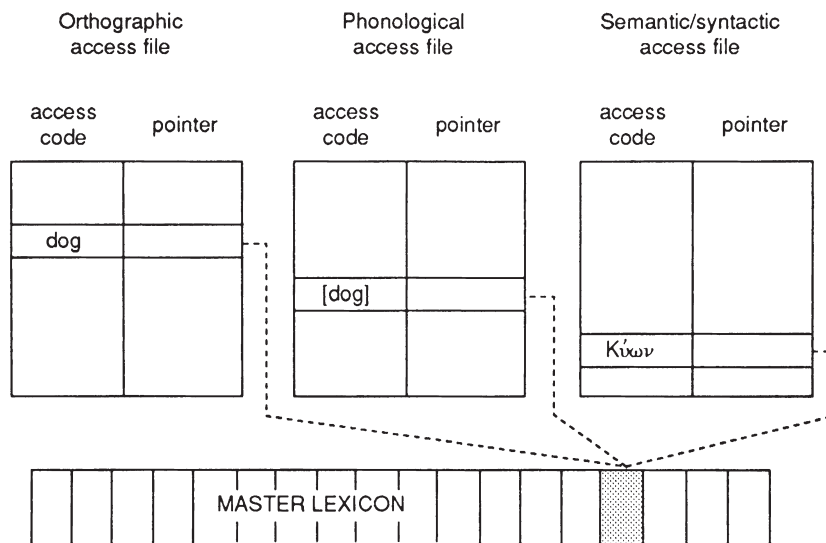 Orthographic
access file
Phonological
access file
Semantic/syntactic
access file
access
code
pointer
access
code
pointer
access
code
pointer
dog
[dog]
Κύων
MASTER LEXICON